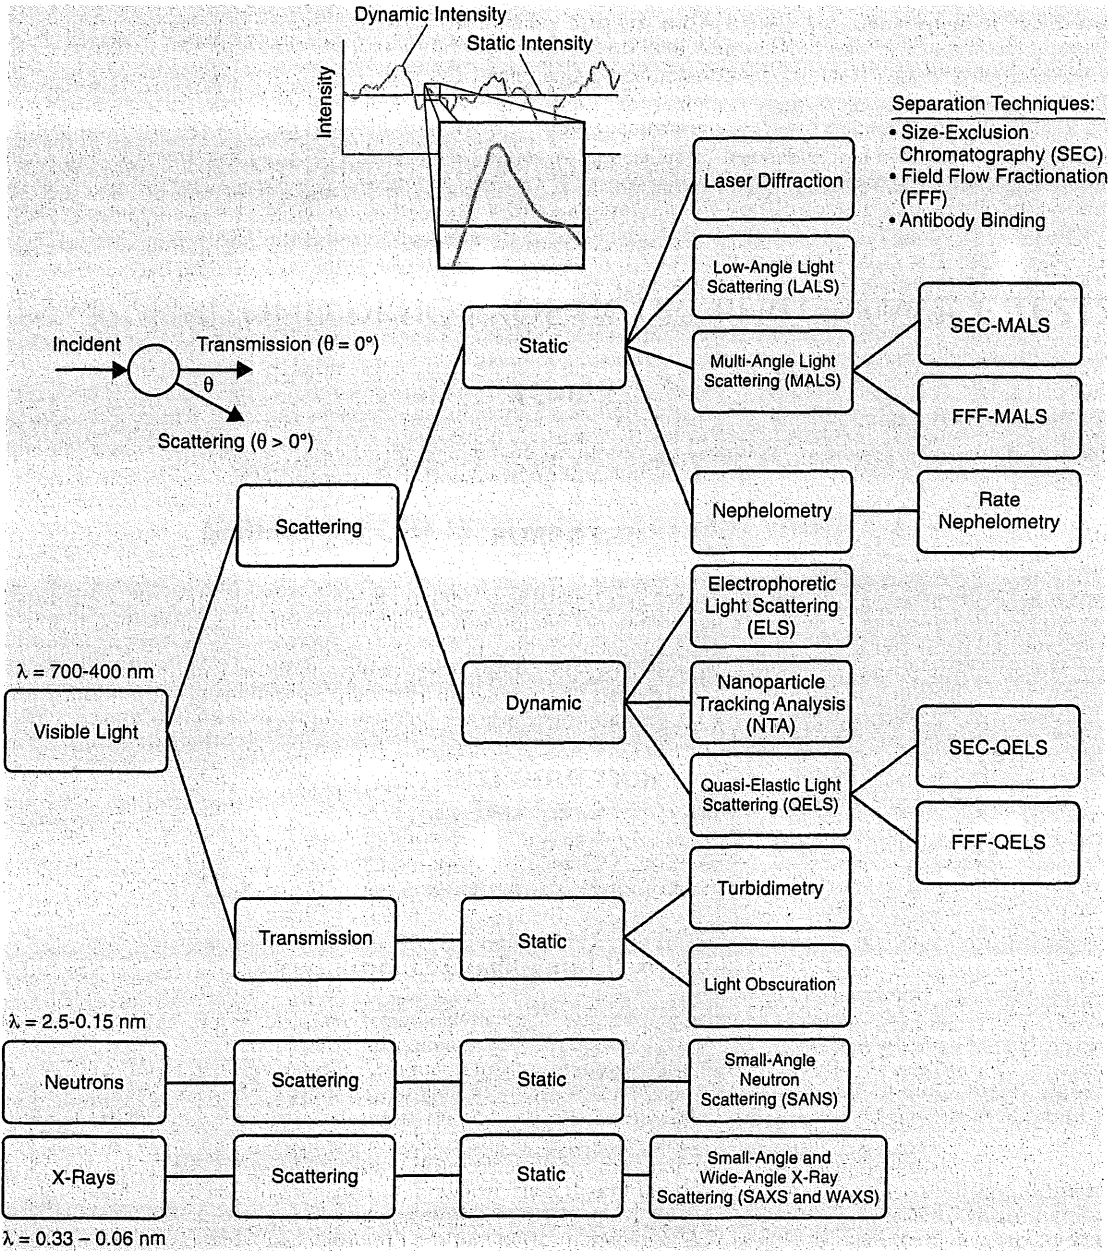 Dynamic Intensity
Static Intensity
Intensity
Separation Techniques:
• Size-Exclusion
Chromatography (SEC)
• Field Flow Fractionation
(FFF)
• Antibody Binding
Laser Diffraction
Low-Angle Light
Scattering (LALS)
Multi-Angle Light
Scattering (MALS)
SEC-MALS
FFF-MALS
Static
Incident
Transmission (θ = 0°)
θ
Scattering (θ > 0°)
Scattering
Nephelometry
Rate
Nephelometry
Electrophoretic
Light Scattering
(ELS)
Dynamic
Nanoparticle
Tracking Analysis
(NTA)
Quasi-Elastic Light
Scattering (QELS)
SEC-QELS
FFF-QELS
λ = 700-400 nm
Visible Light
Transmission
Static
Turbidimetry
Light Obscuration
λ = 2.5-0.15 nm
Neutrons
Scattering
Static
Small-Angle
Neutron
Scattering (SANS)
X-Rays
Scattering
Static
Small-Angle and
Wide-Angle X-Ray
Scattering (SAXS and WAXS)
λ = 0.33 – 0.06 nm